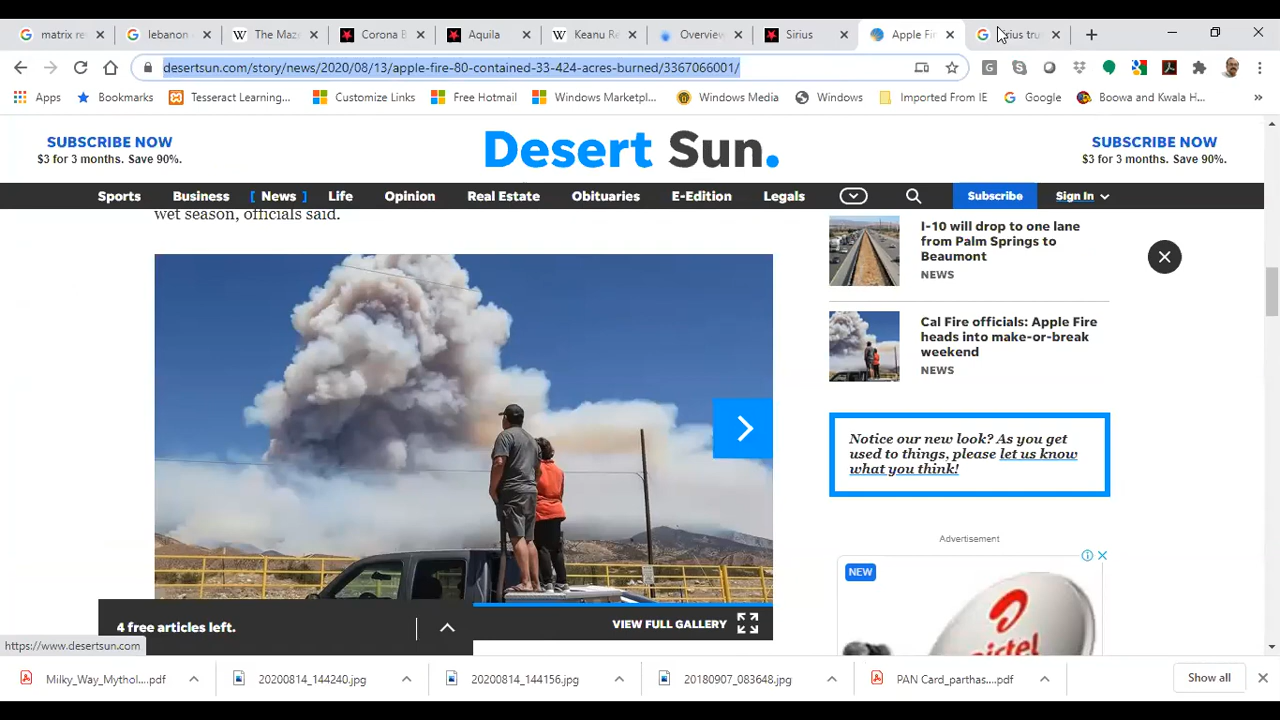 matrix re
lebanon
The Maz
Corona B
Aquila
Keanu Re
Overview
Sirius
Apple Fir
irius tru
desertsun.com/story/news/2020/08/13/apple-fire-80-contained-33-424-acres-burned/3367066001/
Apps
Bookmarks
Tesseract Learning...
Customize Links
Free Hotmail
Windows Marketpl...
Windows Media
Windows
Imported From IE
Google
Boowa and Kwala H...
SUBSCRIBE NOW
$3 for 3 months. Save 90%.
Desert Sun.
SUBSCRIBE NOW
$3 for 3 months. Save 90%.
Sports
Business
[ News ]
Life
Opinion
Real Estate
Obituaries
E-Edition
Legals
Subscribe
Sign In
wet season, officials said.
I-10 will drop to one lane
from Palm Springs to
Beaumont
NEWS
Cal Fire officials: Apple Fire
heads into make-or-break
weekend
NEWS
Notice our new look? As you get
used to things, please let us know
what you think!
Advertisement
NEW
airtel
4 free articles left.
VIEW FULL GALLERY
https://www.desertsun.com
Milky_Way_Mythol....pdf
20200814_144240.jpg
20200814_144156.jpg
20180907_083648.jpg
PAN Card_parthas....pdf
Show all